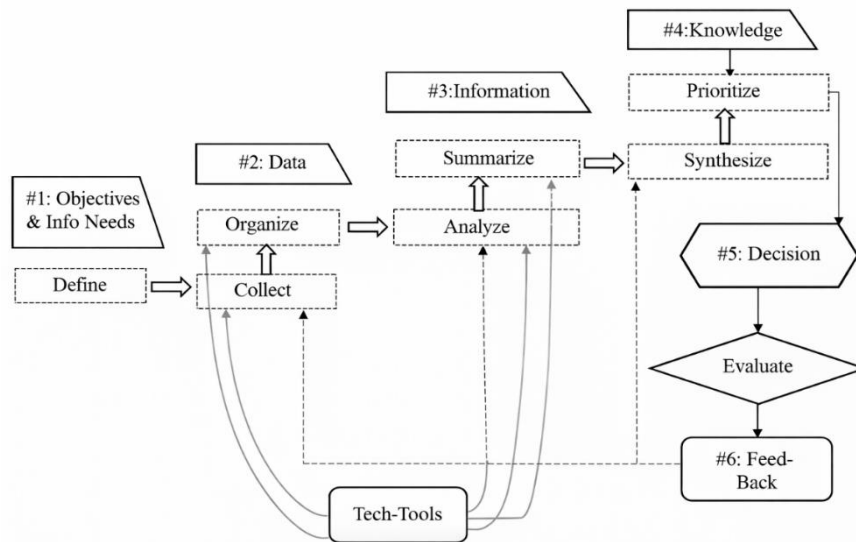 #4:Knowledge
Prioritize
#3:Information
Summarize
Synthesize
#2: Data
#1: Objectives
& Info Needs
Organize
Analyze
Define
Collect
#5: Decision
Evaluate
#6: Feed-
Back
Tech-Tools